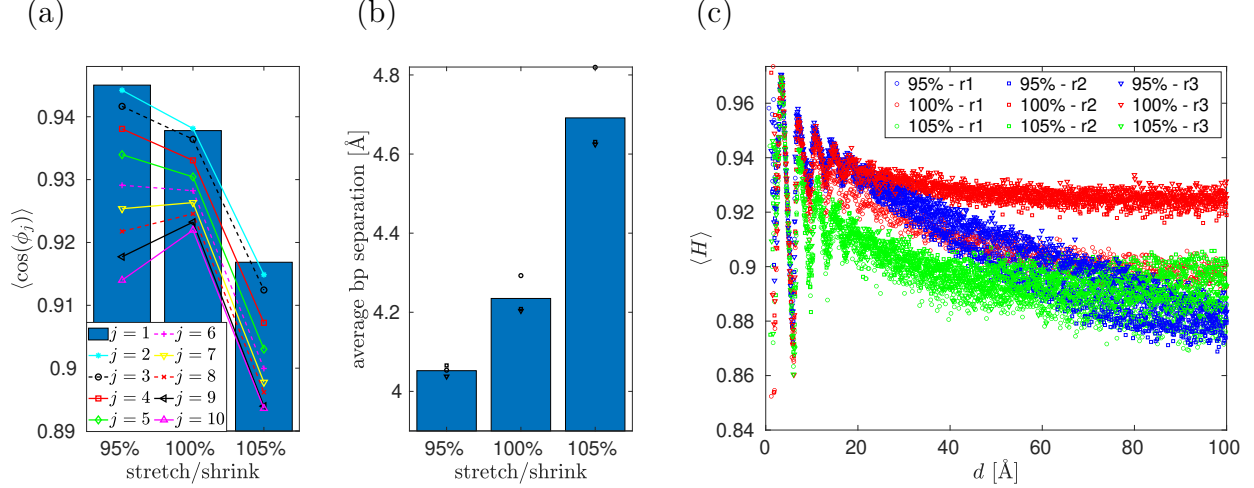 (a)
⟨cos(ϕ_j)⟩
0.94
0.93
0.92
0.91
0.9
0.89
j = 1
j = 2
j = 3
j = 4
j = 5
j = 6
j = 7
j = 8
j = 9
j = 10
95% 100% 105%
stretch/shrink
(b)
average bp separation [Å]
4.8
4.6
4.4
4.2
4
95% 100% 105%
stretch/shrink
(c)
⟨H⟩
0.96
0.94
0.92
0.9
0.88
0.86
0.84
95% - r1 95% - r2 95% - r3
100% - r1 100% - r2 100% - r3
105% - r1 105% - r2 105% - r3
0 20 40 60 80 100
d [Å]